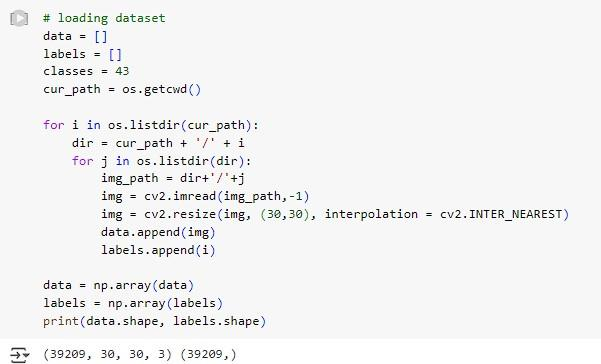 # loading dataset
data = []
labels = []
classes = 43
cur_path = os.getcwd()

for i in os.listdir(cur_path):
    dir = cur_path + '/' + i
    for j in os.listdir(dir):
        img_path = dir+'/'+j
        img = cv2.imread(img_path,-1)
        img = cv2.resize(img, (30,30), interpolation = cv2.INTER_NEAREST)
        data.append(img)
        labels.append(i)

data = np.array(data)
labels = np.array(labels)
print(data.shape, labels.shape)
(39209, 30, 30, 3) (39209,)